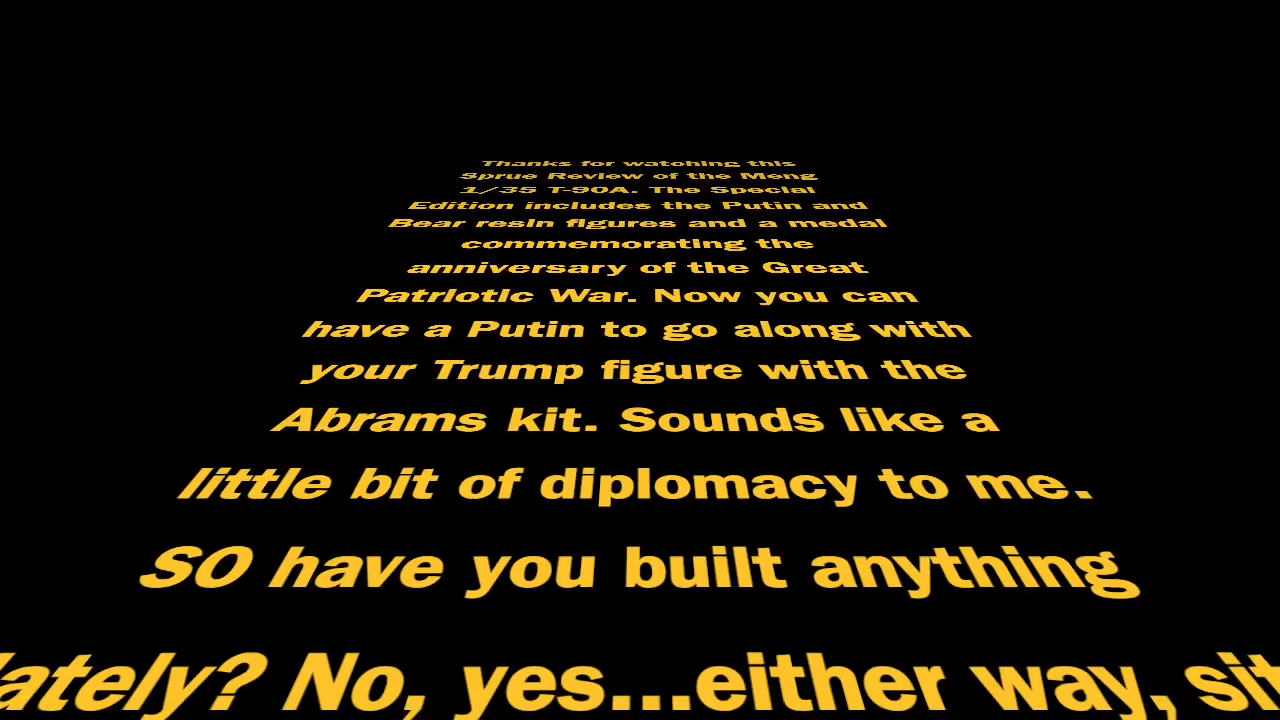 Thanks for watching this
Sprue Review of the Meng
1/35 T-90A. The Special
Edition includes the Putin and
Bear resin figures and a medal
commemorating the
anniversary of the Great
Patriotic War. Now you can
have a Putin to go along with
your Trump figure with the
Abrams kit. Sounds like a
little bit of diplomacy to me.
SO have you built anything
lately? No, yes...either way, sit